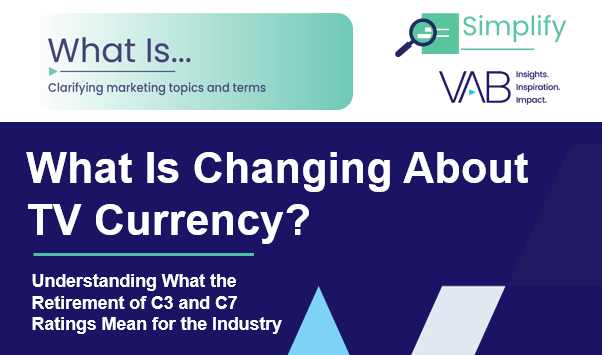 What Is...
Clarifying marketing topics and terms
Simplify
VAB
Insights.
Inspiration.
Impact.
What Is Changing About
TV Currency?
Understanding What the
Retirement of C3 and C7
Ratings Mean for the Industry